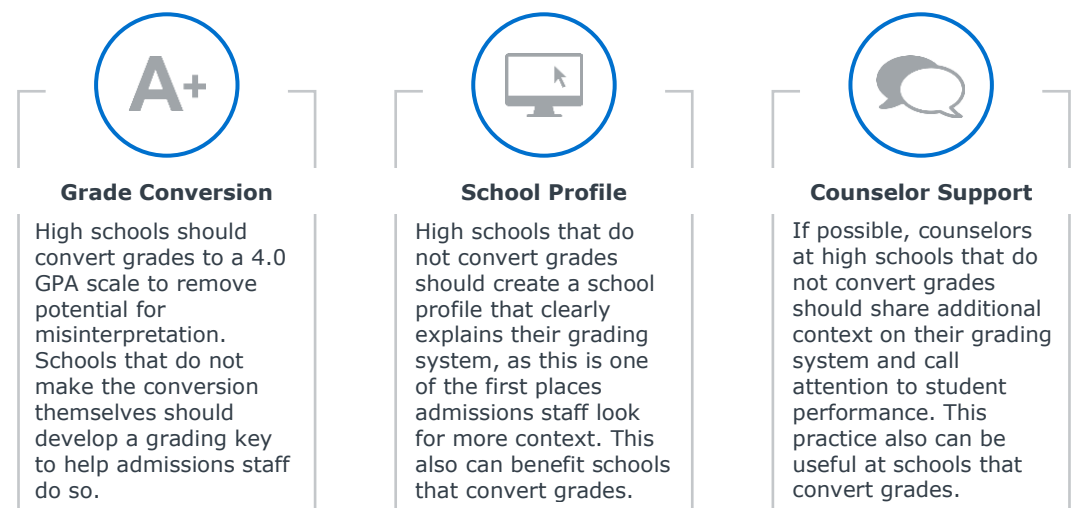 A+
Grade Conversion
High schools should
convert grades to a 4.0
GPA scale to remove
potential for
misinterpretation.
Schools that do not
make the conversion
themselves should
develop a grading key
to help admissions staff
do so.
School Profile
High schools that do
not convert grades
should create a school
profile that clearly
explains their grading
system, as this is one
of the first places
admissions staff look
for more context. This
also can benefit schools
that convert grades.
Counselor Support
If possible, counselors
at high schools that do
not convert grades
should share additional
context on their grading
system and call
attention to student
performance. This
practice also can be
useful at schools that
convert grades.